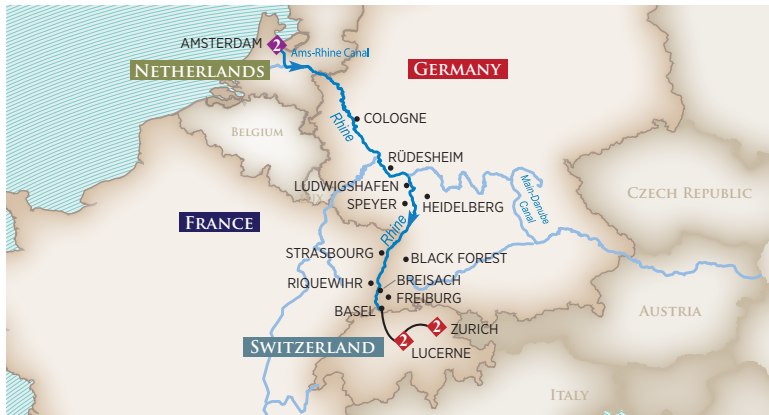 AMSTERDAM
2
Ams-Rhine Canal
NETHERLANDS
GERMANY
BELGIUM
COLOGNE
Rhine
RÜDESHEIM
LUDWIGSHAFEN
SPEYER
HEIDELBERG
Main-Danube
Canal
CZECH REPUBLIC
FRANCE
Rhine
STRASBOURG
BLACK FOREST
RIQUEWIHR
BREISACH
FREIBURG
BASEL
AUSTRIA
2
ZURICH
SWITZERLAND
2
LUCERNE
ITALY